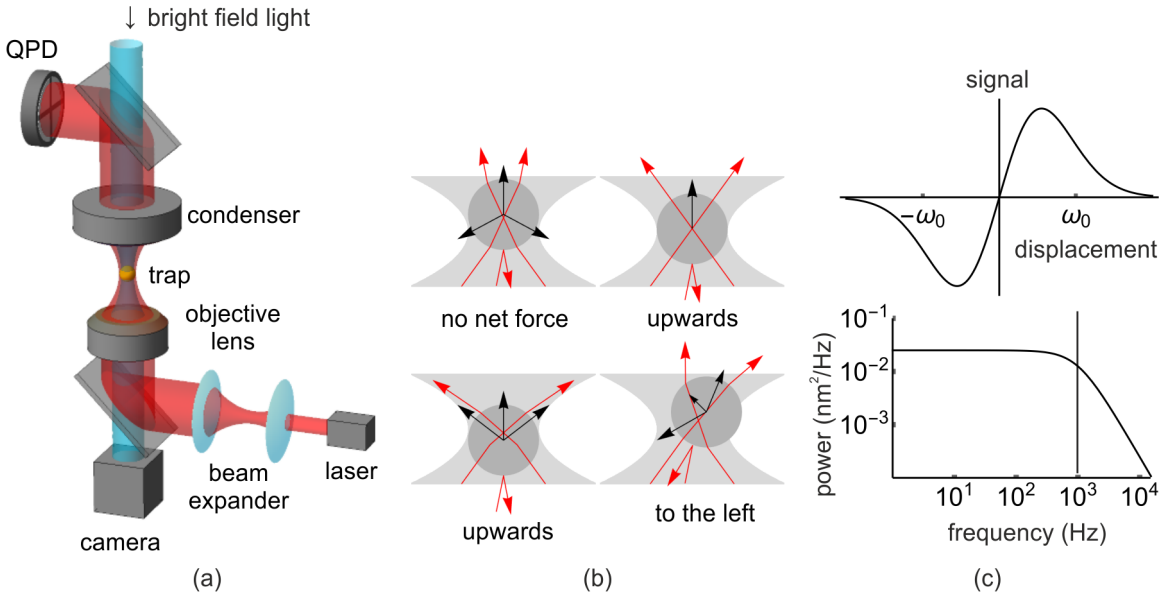 ↓ bright field light
QPD
condenser
trap
objective
lens
beam
expander
laser
camera
(a)
no net force
upwards
upwards
to the left
(b)
signal
-ω₀
ω₀
displacement
10⁻¹
10⁻²
10⁻³
power (nm²/Hz)
10¹ 10² 10³ 10⁴
frequency (Hz)
(c)